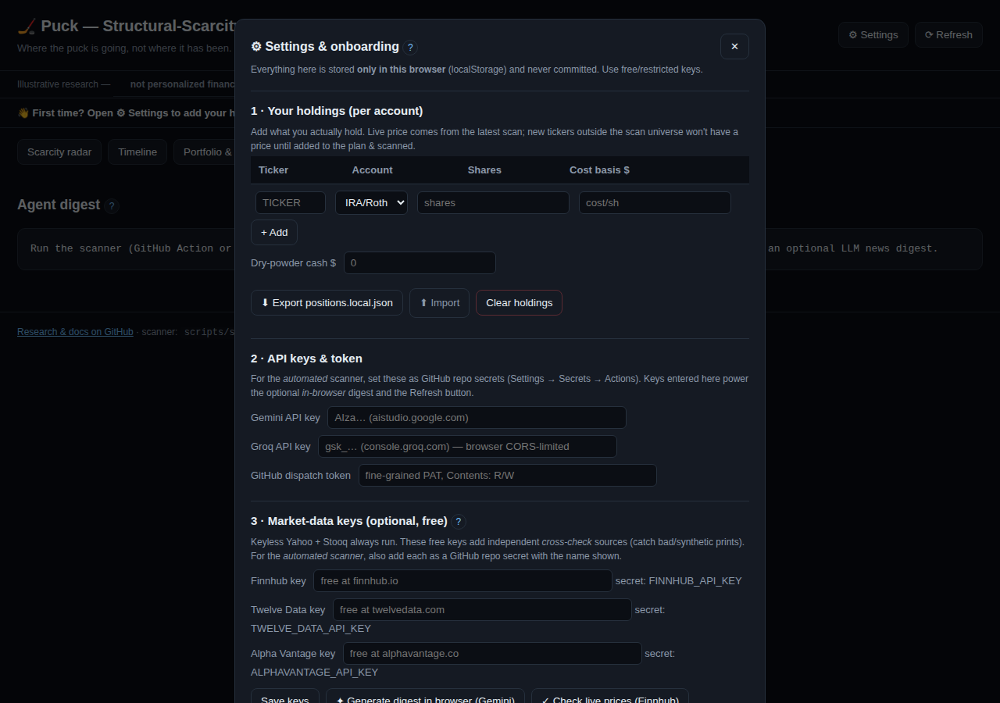 🏒 Puck — Structural-Scarcit
Where the puck is going, not where it has been.
⚙ Settings
⟳ Refresh
Illustrative research — not personalized financ
👋 First time? Open ⚙ Settings to add your h
Scarcity radar
Timeline
Portfolio &
Agent digest ?
Run the scanner (GitHub Action or
an optional LLM news digest.
Research & docs on GitHub · scanner: scripts/s
⚙ Settings & onboarding ?
✕
Everything here is stored only in this browser (localStorage) and never committed. Use free/restricted keys.
1 · Your holdings (per account)
Add what you actually hold. Live price comes from the latest scan; new tickers outside the scan universe won't have a
price until added to the plan & scanned.
Ticker Account Shares Cost basis $
TICKER IRA/Roth shares cost/sh
+ Add
Dry-powder cash $ 0
⬇ Export positions.local.json ⬆ Import Clear holdings
2 · API keys & token
For the automated scanner, set these as GitHub repo secrets (Settings → Secrets → Actions). Keys entered here power
the optional in-browser digest and the Refresh button.
Gemini API key AIza… (aistudio.google.com)
Groq API key gsk_… (console.groq.com) — browser CORS-limited
GitHub dispatch token fine-grained PAT, Contents: R/W
3 · Market-data keys (optional, free) ?
Keyless Yahoo + Stooq always run. These free keys add independent cross-check sources (catch bad/synthetic prints).
For the automated scanner, also add each as a GitHub repo secret with the name shown.
Finnhub key free at finnhub.io secret: FINNHUB_API_KEY
Twelve Data key free at twelvedata.com secret:
TWELVE_DATA_API_KEY
Alpha Vantage key free at alphavantage.co secret:
ALPHAVANTAGE_API_KEY
Save keys ✦ Generate digest in browser (Gemini) ✓ Check live prices (Finnhub)